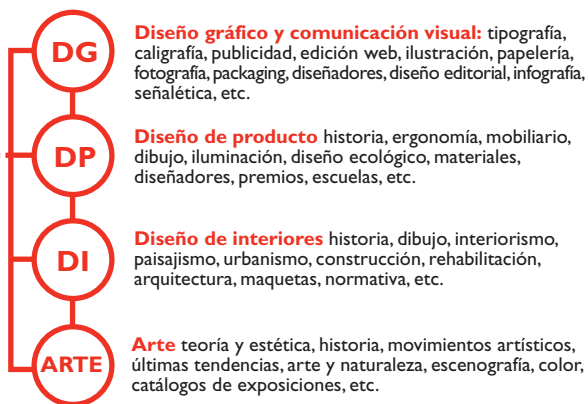 DG
Diseño gráfico y comunicación visual: tipografía,
caligrafía, publicidad, edición web, ilustración, papelería,
fotografía, packaging, diseñadores, diseño editorial, infografía,
señalética, etc.
DP
Diseño de producto historia, ergonomía, mobiliario,
dibujo, iluminación, diseño ecológico, materiales,
diseñadores, premios, escuelas, etc.
DI
Diseño de interiores historia, dibujo, interiorismo,
paisajismo, urbanismo, construcción, rehabilitación,
arquitectura, maquetas, normativa, etc.
ARTE
Arte teoría y estética, historia, movimientos artísticos,
últimas tendencias, arte y naturaleza, escenografía, color,
catálogos de exposiciones, etc.